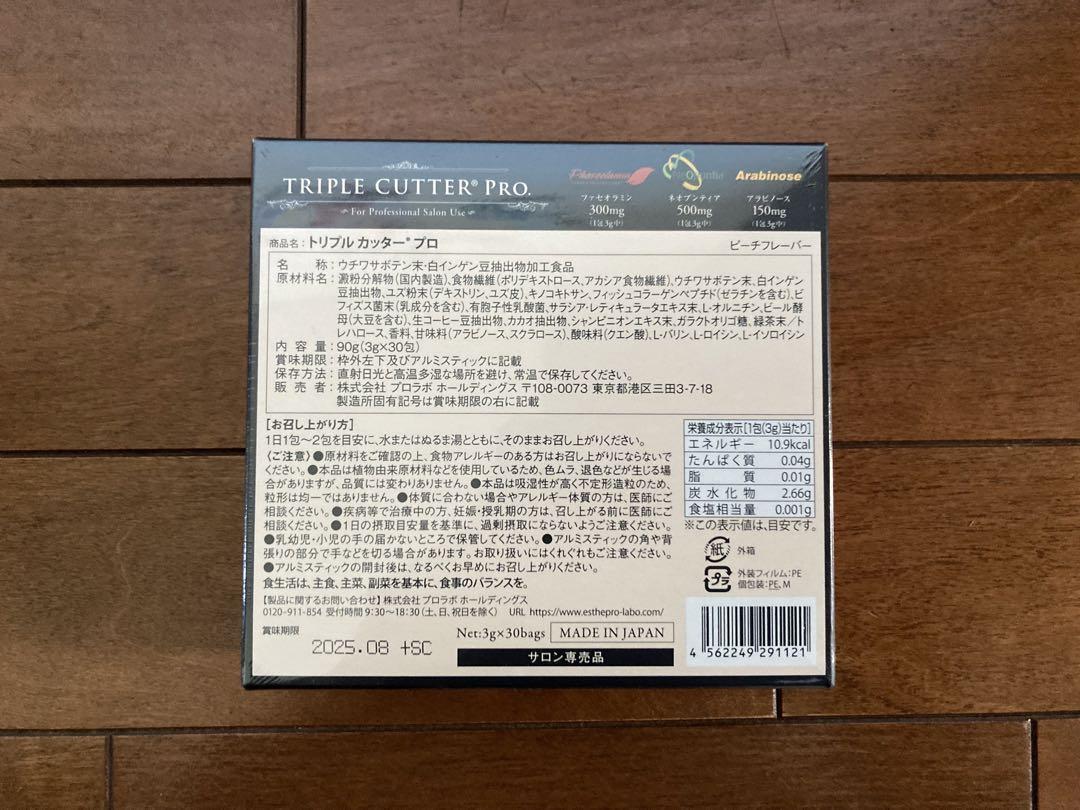 TRIPLE CUTTER® PRO.
For Professional Salon Use
Phaseolamin
ファセオラミン
300mg
(1包3g中)
NeOpuntia
ネオプンティア
500mg
(1包3g中)
Arabinose
アラビノース
150mg
(1包3g中)
商品名:トリプル カッター®プロ
ピーチフレーバー
名 称:ウチワサボテン末・白インゲン豆抽出物加工食品
原材料名:澱粉分解物(国内製造)、食物繊維(ポリデキストロース、アカシア食物繊維)、ウチワサボテン末、白インゲン
豆抽出物、ユズ粉末(デキストリン、ユズ皮)、キノコキトサン、フィッシュコラーゲンペプチド(ゼラチンを含む)、ビ
フィズス菌末(乳成分を含む)、有胞子性乳酸菌、サラシア・レティキュラータエキス末、L-オルニチン、ビール酵
母(大豆を含む)、生コーヒー豆抽出物、カカオ抽出物、シャンピニオンエキス末、ガラクトオリゴ糖、緑茶末/ト
レハロース、香料、甘味料(アラビノース、スクラロース)、酸味料(クエン酸)、L-バリン、L-ロイシン、L-イソロイシン
内 容 量:90g(3g×30包)
賞味期限:枠外左下及びアルミスティックに記載
保存方法:直射日光と高温多湿な場所を避け、常温で保存してください。
販 売 者:株式会社 プロラボ ホールディングス 〒108-0073 東京都港区三田3-7-18
製造所固有記号は賞味期限の右に記載
【お召し上がり方】
1日1包~2包を目安に、水またはぬるま湯とともに、そのままお召し上がりください。
〈ご注意〉●原材料をご確認の上、食物アレルギーのある方はお召し上がりにならないで
ください。●本品は植物由来原材料などを使用しているため、色ムラ、退色などが生じる場
合がありますが、品質には変わりありません。●本品は吸湿性が高く不定形造粒のため、
粒形は均一ではありません。●体質に合わない場合やアレルギー体質の方は、医師にご
相談ください。●疾病等で治療中の方、妊娠・授乳期の方は、召し上がる前に医師にご
相談ください。●1日の摂取目安量を基準に、過剰摂取にならないようご注意ください。
●乳幼児・小児の手の届かないところで保管してください。●アルミスティックの角や背
張りの部分で手などを切る場合があります。お取り扱いにはくれぐれもご注意ください。
●アルミスティックの開封後は、なるべくお早めにお召し上がりください。
食生活は、主食、主菜、副菜を基本に、食事のバランスを。
栄養成分表示[1包(3g)当たり]
エネルギー 10.9kcal
たんぱく質 0.04g
脂 質 0.01g
炭水化物 2.66g
食塩相当量 0.001g
※この表示値は、目安です。
紙 外箱
プラ 外装フィルム:PE
個包装:PE、M
【製品に関するお問い合わせ】株式会社 プロラボ ホールディングス
0120-911-854 受付時間 9:30~18:30(土、日、祝日を除く) URL https://www.esthepro-labo.com/
賞味期限
2025.08 +SC
Net:3g×30bags
MADE IN JAPAN
サロン専売品
4 562249 291121